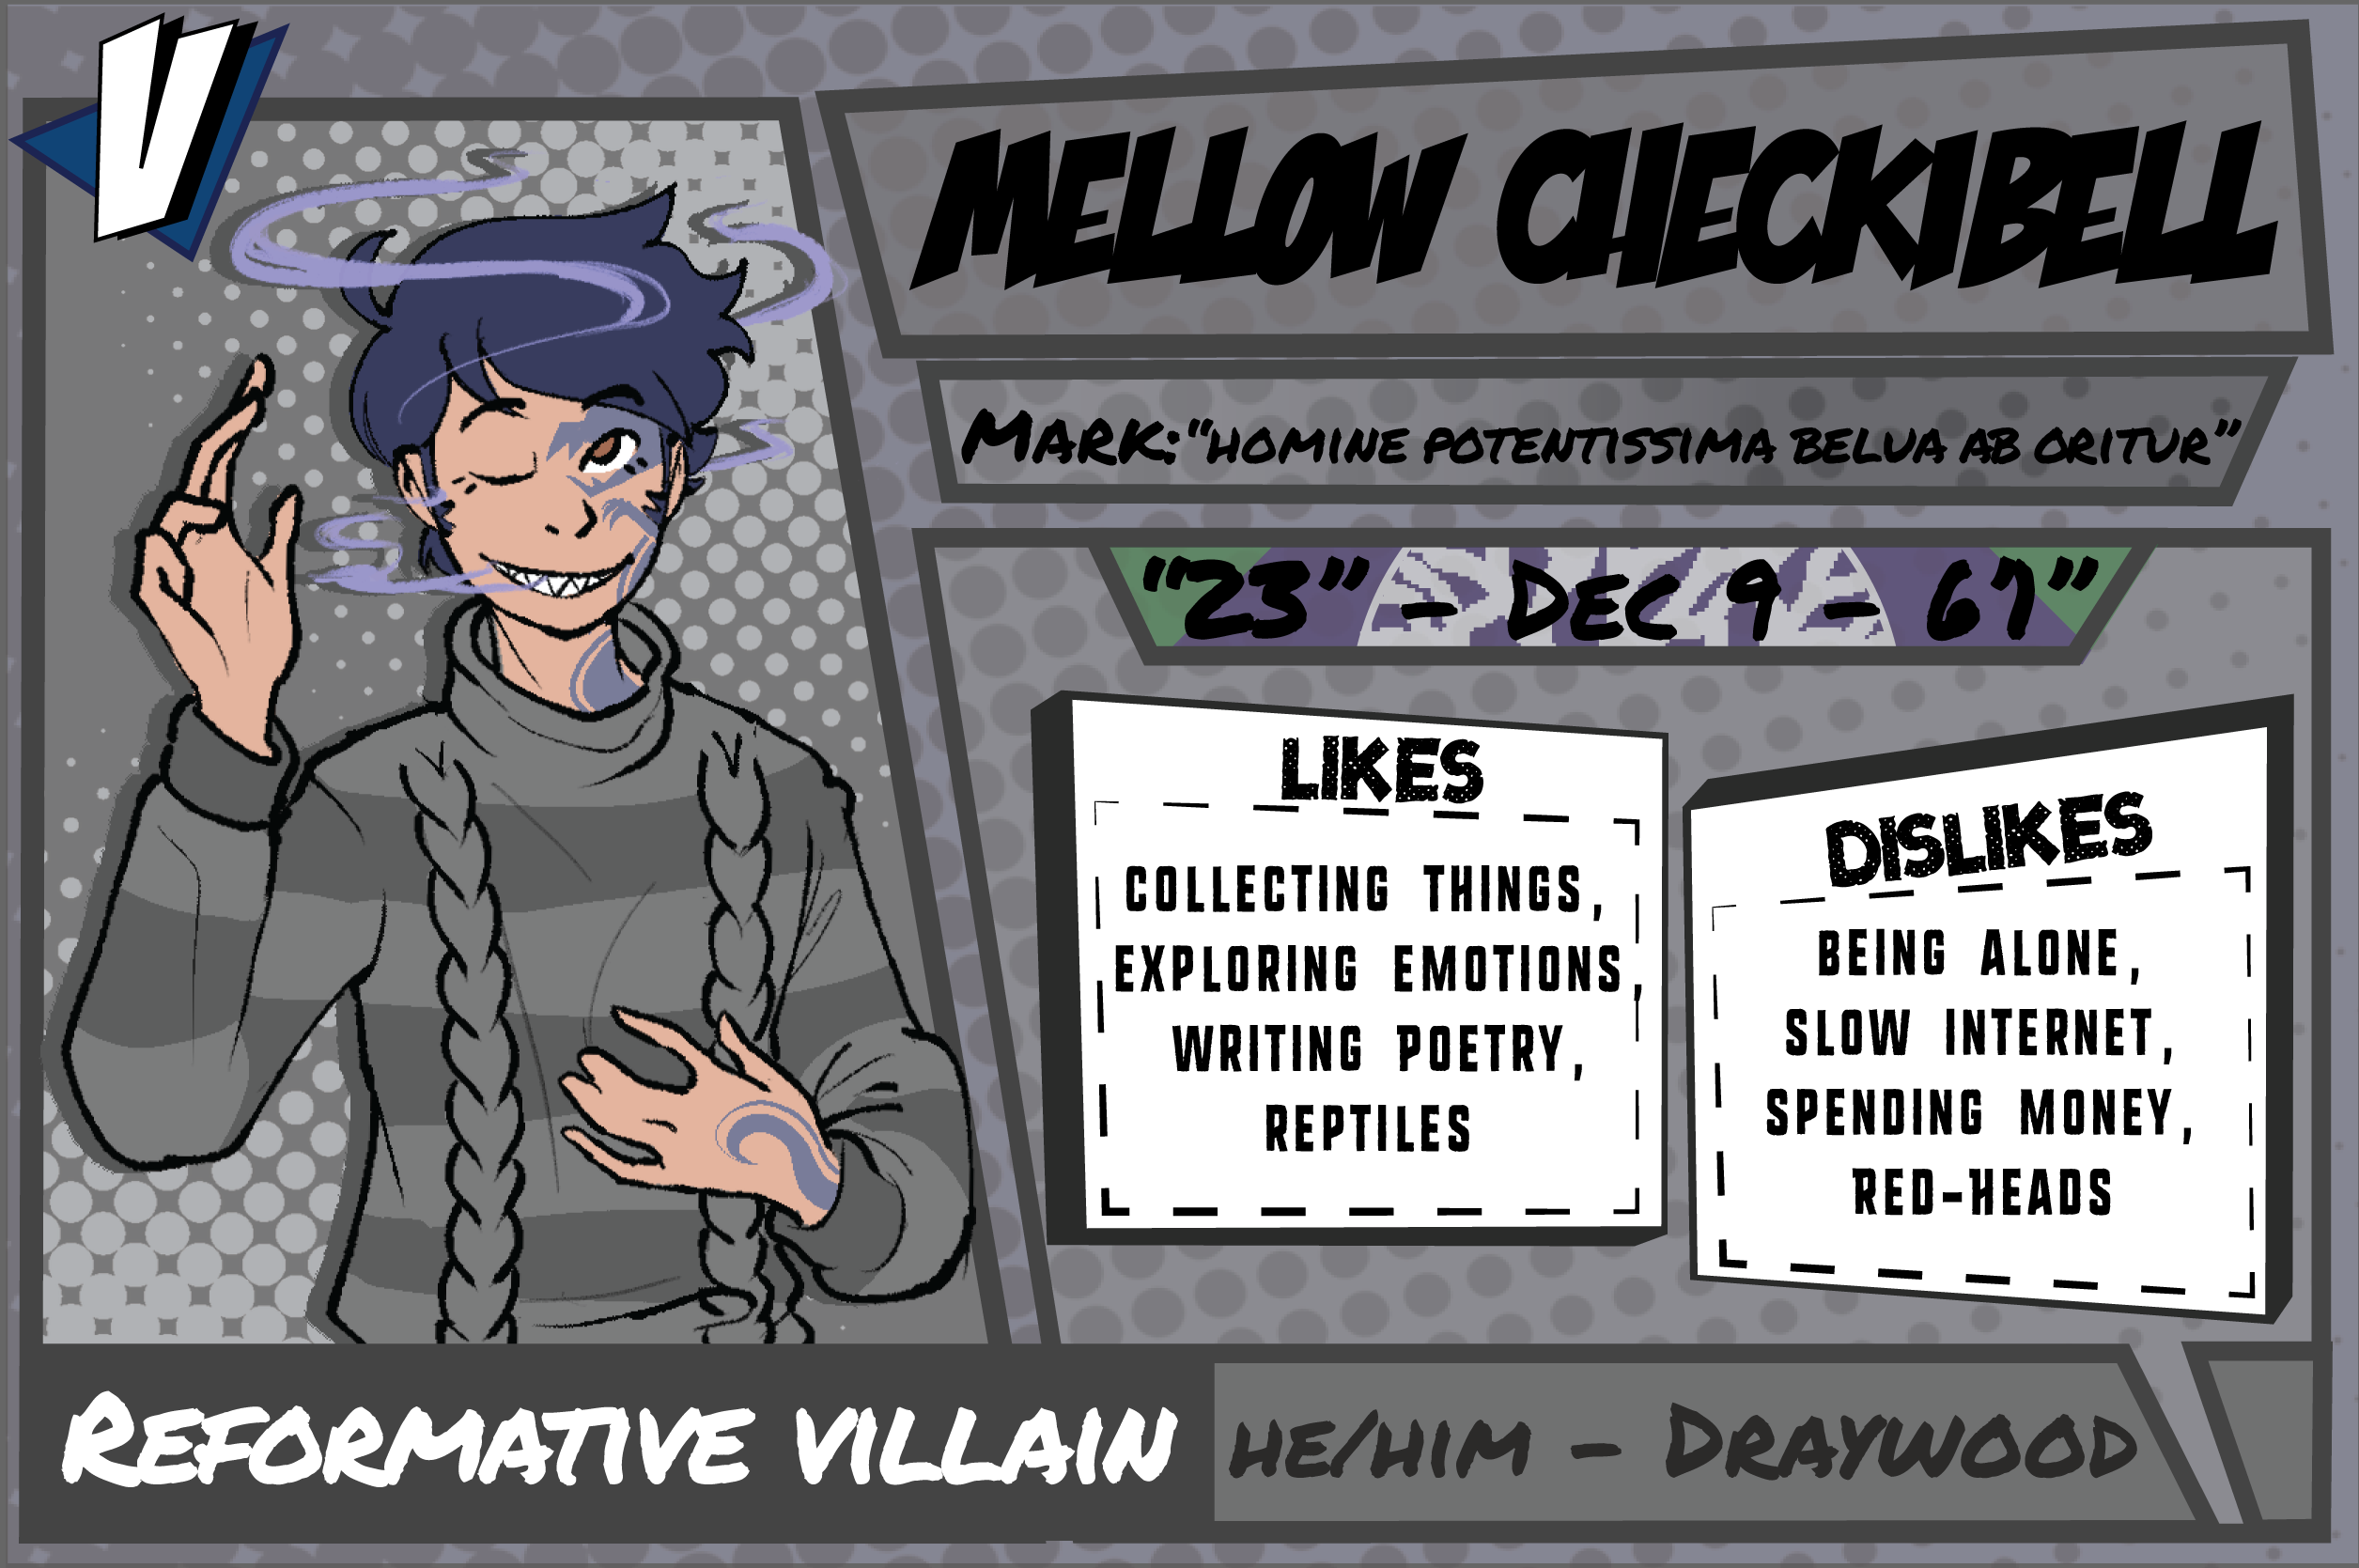 V
MELLOW CHECKIBELL
MARK:“HOMINE POTENTISSIMA BELUA AB ORITUR”
“23” – DEC 9 – 6'1”
LIKES
COLLECTING THINGS,
EXPLORING EMOTIONS,
WRITING POETRY,
REPTILES
DISLIKES
BEING ALONE,
SLOW INTERNET,
SPENDING MONEY,
RED-HEADS
REFORMATIVE VILLAIN
HE/HIM – DRAYWOOD